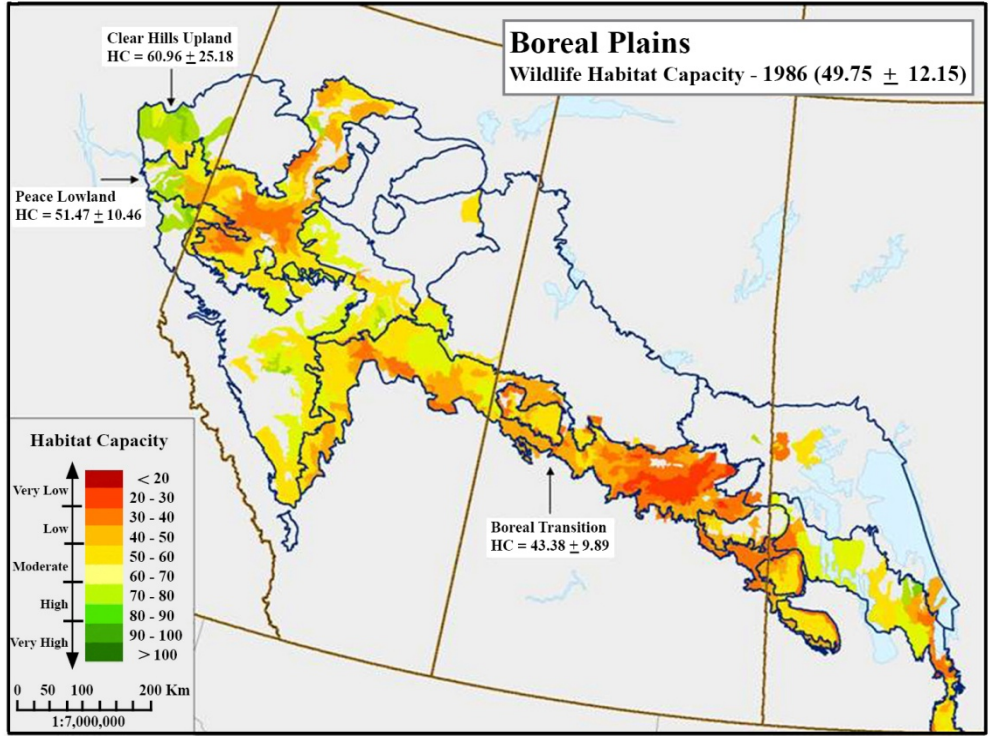 Boreal Plains
Wildlife Habitat Capacity - 1986 (49.75 ± 12.15)
Clear Hills Upland
HC = 60.96 ± 25.18
Peace Lowland
HC = 51.47 ± 10.46
Boreal Transition
HC = 43.38 ± 9.89
Habitat Capacity
Very Low
Low
Moderate
High
Very High
< 20
20 - 30
30 - 40
40 - 50
50 - 60
60 - 70
70 - 80
80 - 90
90 - 100
> 100
0 50 100 200 Km
1:7,000,000